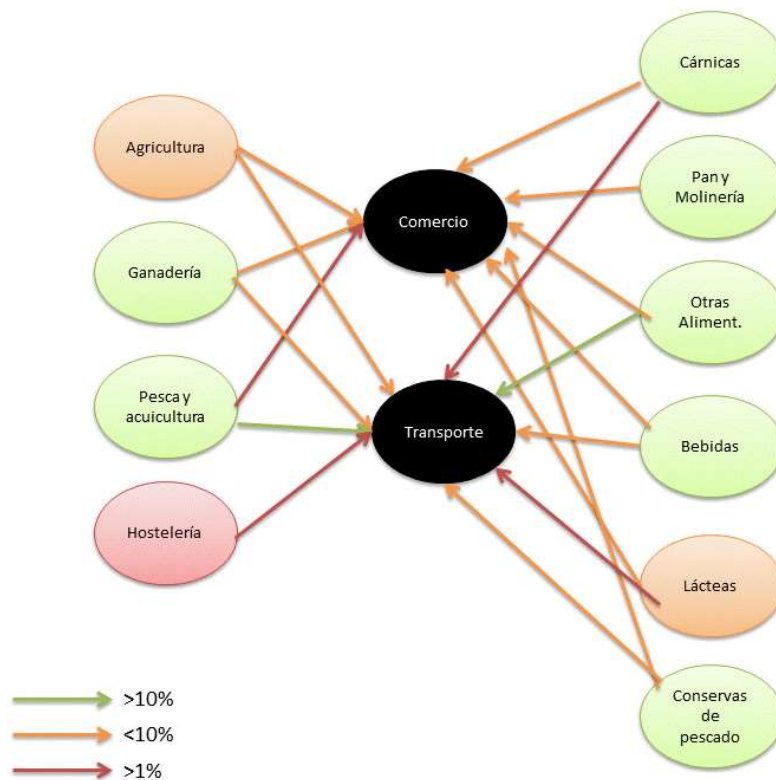 Cárnicas
Agricultura
Pan y
Molinería
Comercio
Ganadería
Otras
Aliment.
Pesca y
acuicultura
Transporte
Bebidas
Hostelería
Lácteas
Conservas
de
pescado
>10%
<10%
>1%